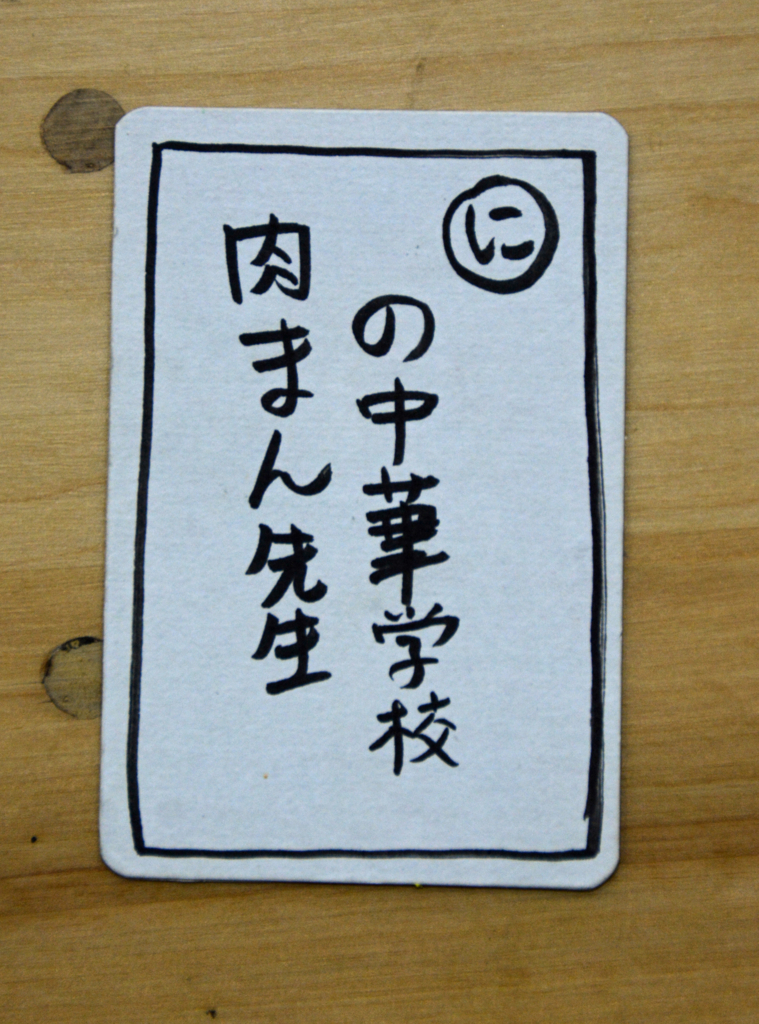 に
の中華学校
肉まん先生